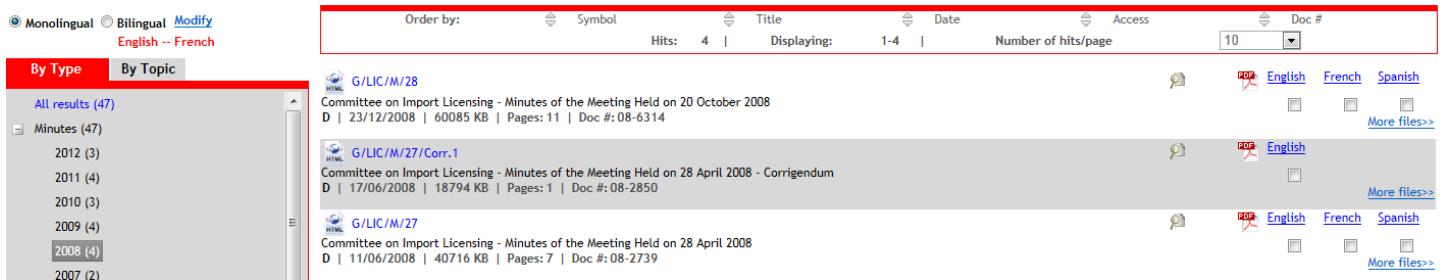 Monolingual Bilingual Modify
English -- French
By Type By Topic
All results (47)
Minutes (47)
2012 (3)
2011 (4)
2010 (3)
2009 (4)
2008 (4)
2007 (2)
Order by: Symbol Title Date Access Doc #
Hits: 4 | Displaying: 1-4 | Number of hits/page 10
HTML G/LIC/M/28 PDF English French Spanish
Committee on Import Licensing - Minutes of the Meeting Held on 20 October 2008
D | 23/12/2008 | 60085 KB | Pages: 11 | Doc #: 08-6314
More files>>
HTML G/LIC/M/27/Corr.1 PDF English
Committee on Import Licensing - Minutes of the Meeting Held on 28 April 2008 - Corrigendum
D | 17/06/2008 | 18794 KB | Pages: 1 | Doc #: 08-2850
More files>>
HTML G/LIC/M/27 PDF English French Spanish
Committee on Import Licensing - Minutes of the Meeting Held on 28 April 2008
D | 11/06/2008 | 40716 KB | Pages: 7 | Doc #: 08-2739
More files>>